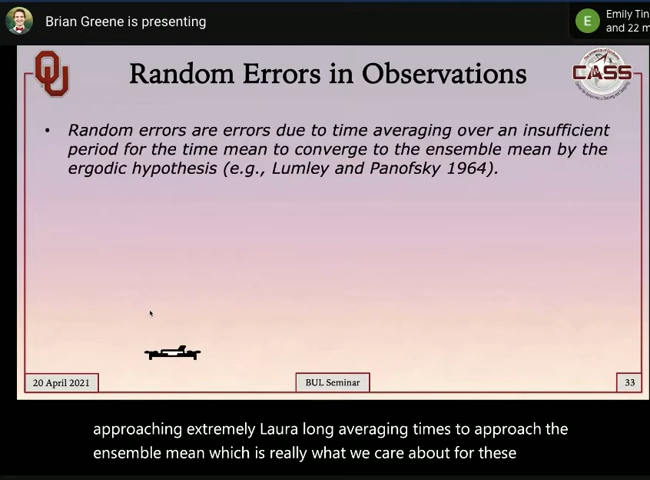 Brian Greene is presenting
E
Emily Tin
and 22 m
OU
Random Errors in Observations
CASS
• Random errors are errors due to time averaging over an insufficient
period for the time mean to converge to the ensemble mean by the
ergodic hypothesis (e.g., Lumley and Panofsky 1964).
20 April 2021
BUL Seminar
33
approaching extremely Laura long averaging times to approach the
ensemble mean which is really what we care about for these